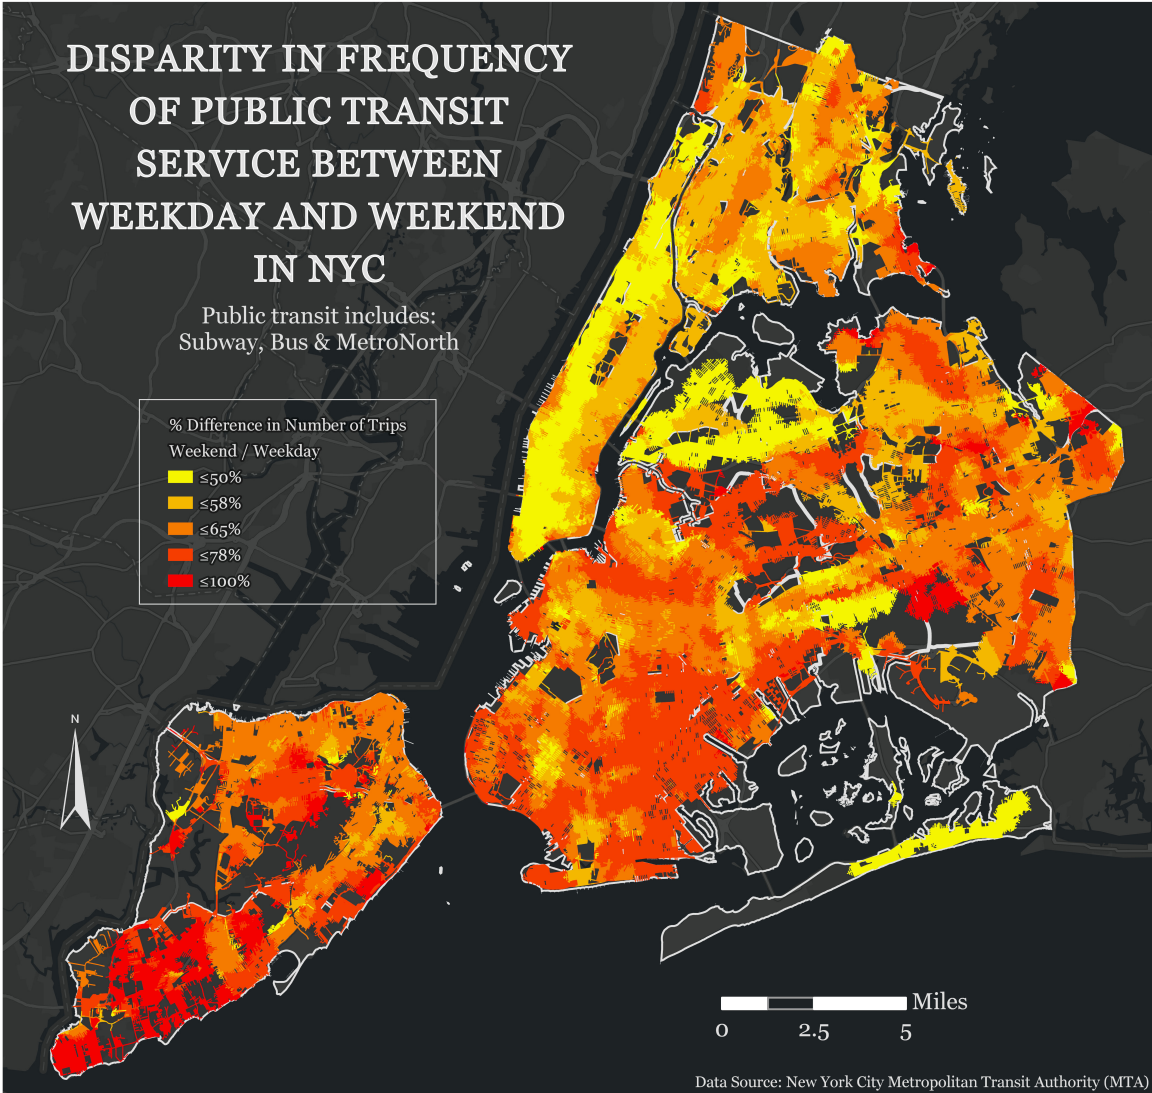 DISPARITY IN FREQUENCY
OF PUBLIC TRANSIT
SERVICE BETWEEN
WEEKDAY AND WEEKEND
IN NYC
Public transit includes:
Subway, Bus & MetroNorth
% Difference in Number of Trips
Weekend / Weekday
≤50%
≤58%
≤65%
≤78%
≤100%
N
Miles
0 2.5 5
Data Source: New York City Metropolitan Transit Authority (MTA)